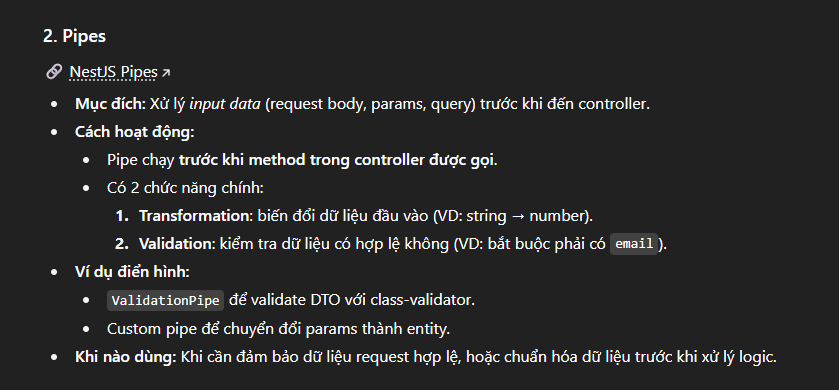 2. Pipes
🔗 NestJS Pipes ↗
• Mục đích: Xử lý input data (request body, params, query) trước khi đến controller.
• Cách hoạt động:
• Pipe chạy trước khi method trong controller được gọi.
• Có 2 chức năng chính:
1. Transformation: biến đổi dữ liệu đầu vào (VD: string → number).
2. Validation: kiểm tra dữ liệu có hợp lệ không (VD: bắt buộc phải có email).
• Ví dụ điển hình:
• ValidationPipe để validate DTO với class-validator.
• Custom pipe để chuyển đổi params thành entity.
• Khi nào dùng: Khi cần đảm bảo dữ liệu request hợp lệ, hoặc chuẩn hóa dữ liệu trước khi xử lý logic.